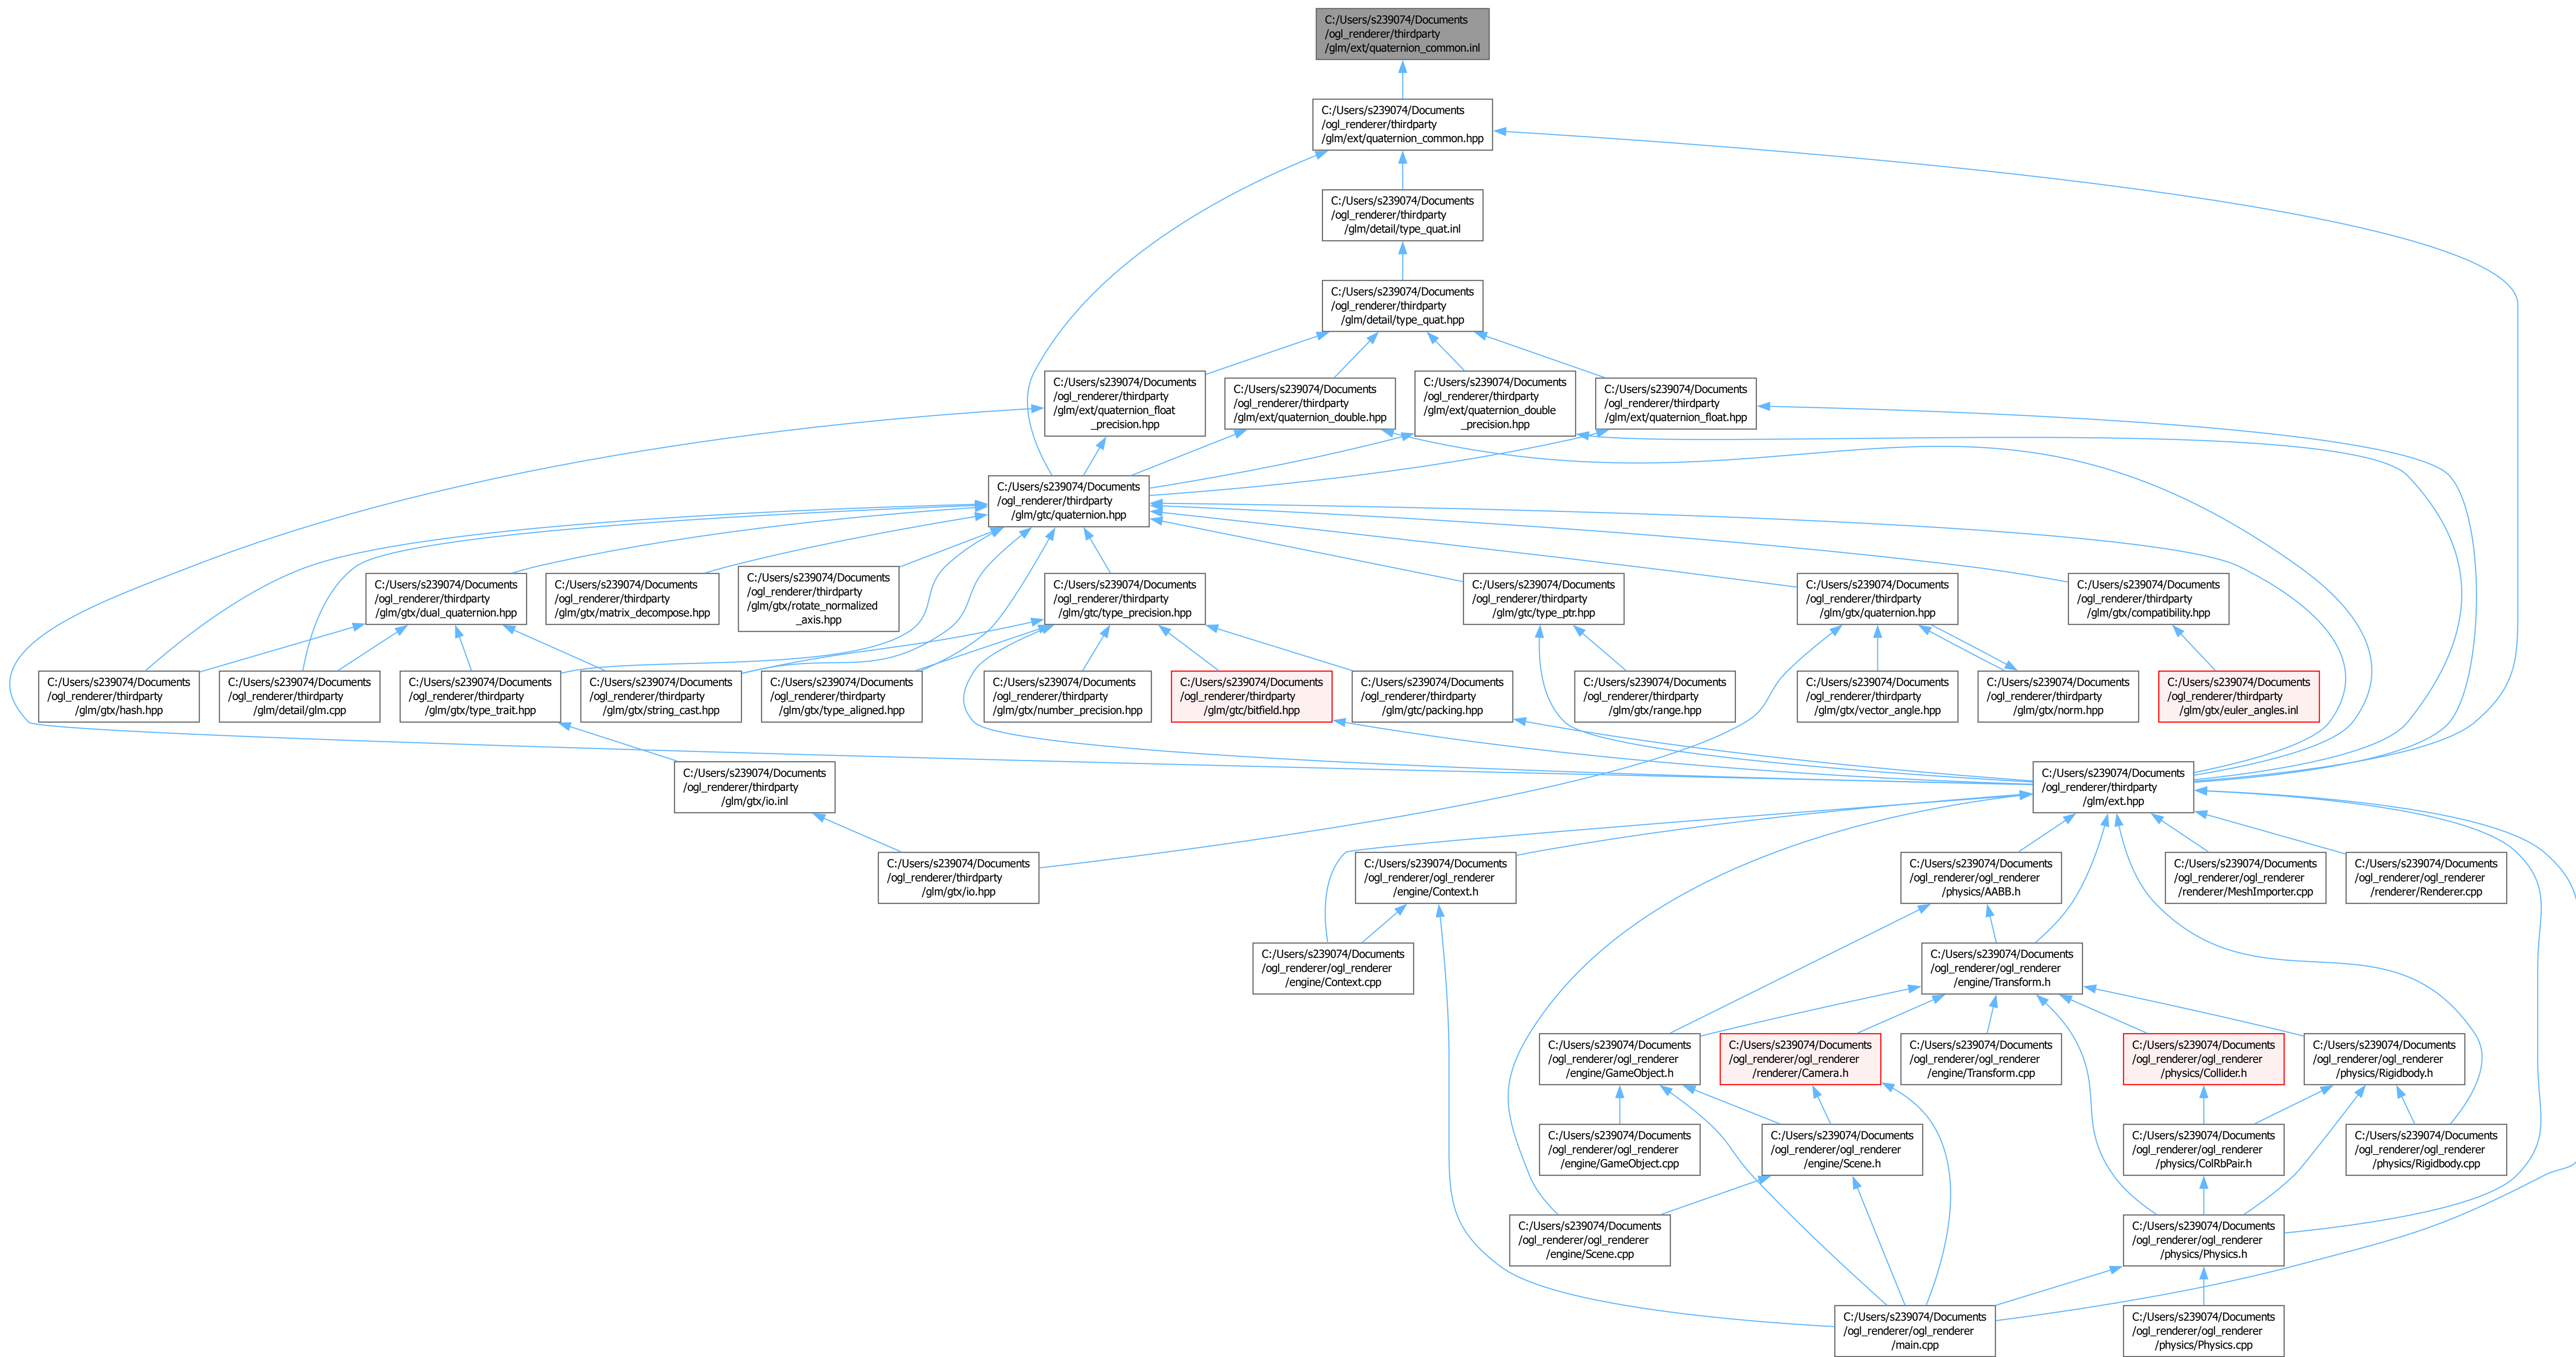 C:/Users/s239074/Documents
/ogl_renderer/thirdparty
/glm/ext/quaternion_common.inl
C:/Users/s239074/Documents
/ogl_renderer/thirdparty
/glm/ext/quaternion_common.hpp
C:/Users/s239074/Documents
/ogl_renderer/thirdparty
/glm/detail/type_quat.inl
C:/Users/s239074/Documents
/ogl_renderer/thirdparty
/glm/detail/type_quat.hpp
C:/Users/s239074/Documents
/ogl_renderer/thirdparty
/glm/ext/quaternion_float
_precision.hpp
C:/Users/s239074/Documents
/ogl_renderer/thirdparty
/glm/ext/quaternion_double.hpp
C:/Users/s239074/Documents
/ogl_renderer/thirdparty
/glm/ext/quaternion_double
_precision.hpp
C:/Users/s239074/Documents
/ogl_renderer/thirdparty
/glm/ext/quaternion_float.hpp
C:/Users/s239074/Documents
/ogl_renderer/thirdparty
/glm/gtc/quaternion.hpp
C:/Users/s239074/Documents
/ogl_renderer/thirdparty
/glm/gtx/dual_quaternion.hpp
C:/Users/s239074/Documents
/ogl_renderer/thirdparty
/glm/gtx/matrix_decompose.hpp
C:/Users/s239074/Documents
/ogl_renderer/thirdparty
/glm/gtx/rotate_normalized
_axis.hpp
C:/Users/s239074/Documents
/ogl_renderer/thirdparty
/glm/gtc/type_precision.hpp
C:/Users/s239074/Documents
/ogl_renderer/thirdparty
/glm/gtc/type_ptr.hpp
C:/Users/s239074/Documents
/ogl_renderer/thirdparty
/glm/gtx/quaternion.hpp
C:/Users/s239074/Documents
/ogl_renderer/thirdparty
/glm/gtx/compatibility.hpp
C:/Users/s239074/Documents
/ogl_renderer/thirdparty
/glm/gtx/hash.hpp
C:/Users/s239074/Documents
/ogl_renderer/thirdparty
/glm/detail/glm.cpp
C:/Users/s239074/Documents
/ogl_renderer/thirdparty
/glm/gtx/type_trait.hpp
C:/Users/s239074/Documents
/ogl_renderer/thirdparty
/glm/gtx/string_cast.hpp
C:/Users/s239074/Documents
/ogl_renderer/thirdparty
/glm/gtx/type_aligned.hpp
C:/Users/s239074/Documents
/ogl_renderer/thirdparty
/glm/gtx/number_precision.hpp
C:/Users/s239074/Documents
/ogl_renderer/thirdparty
/glm/gtc/bitfield.hpp
C:/Users/s239074/Documents
/ogl_renderer/thirdparty
/glm/gtc/packing.hpp
C:/Users/s239074/Documents
/ogl_renderer/thirdparty
/glm/gtx/range.hpp
C:/Users/s239074/Documents
/ogl_renderer/thirdparty
/glm/gtx/vector_angle.hpp
C:/Users/s239074/Documents
/ogl_renderer/thirdparty
/glm/gtx/norm.hpp
C:/Users/s239074/Documents
/ogl_renderer/thirdparty
/glm/gtx/euler_angles.inl
C:/Users/s239074/Documents
/ogl_renderer/thirdparty
/glm/gtx/io.inl
C:/Users/s239074/Documents
/ogl_renderer/thirdparty
/glm/ext.hpp
C:/Users/s239074/Documents
/ogl_renderer/thirdparty
/glm/gtx/io.hpp
C:/Users/s239074/Documents
/ogl_renderer/ogl_renderer
/engine/Context.h
C:/Users/s239074/Documents
/ogl_renderer/ogl_renderer
/physics/AABB.h
C:/Users/s239074/Documents
/ogl_renderer/ogl_renderer
/renderer/MeshImporter.cpp
C:/Users/s239074/Documents
/ogl_renderer/ogl_renderer
/renderer/Renderer.cpp
C:/Users/s239074/Documents
/ogl_renderer/ogl_renderer
/engine/Context.cpp
C:/Users/s239074/Documents
/ogl_renderer/ogl_renderer
/engine/Transform.h
C:/Users/s239074/Documents
/ogl_renderer/ogl_renderer
/engine/GameObject.h
C:/Users/s239074/Documents
/ogl_renderer/ogl_renderer
/renderer/Camera.h
C:/Users/s239074/Documents
/ogl_renderer/ogl_renderer
/engine/Transform.cpp
C:/Users/s239074/Documents
/ogl_renderer/ogl_renderer
/physics/Collider.h
C:/Users/s239074/Documents
/ogl_renderer/ogl_renderer
/physics/Rigidbody.h
C:/Users/s239074/Documents
/ogl_renderer/ogl_renderer
/engine/GameObject.cpp
C:/Users/s239074/Documents
/ogl_renderer/ogl_renderer
/engine/Scene.h
C:/Users/s239074/Documents
/ogl_renderer/ogl_renderer
/physics/ColRbPair.h
C:/Users/s239074/Documents
/ogl_renderer/ogl_renderer
/physics/Rigidbody.cpp
C:/Users/s239074/Documents
/ogl_renderer/ogl_renderer
/engine/Scene.cpp
C:/Users/s239074/Documents
/ogl_renderer/ogl_renderer
/physics/Physics.h
C:/Users/s239074/Documents
/ogl_renderer/ogl_renderer
/main.cpp
C:/Users/s239074/Documents
/ogl_renderer/ogl_renderer
/physics/Physics.cpp